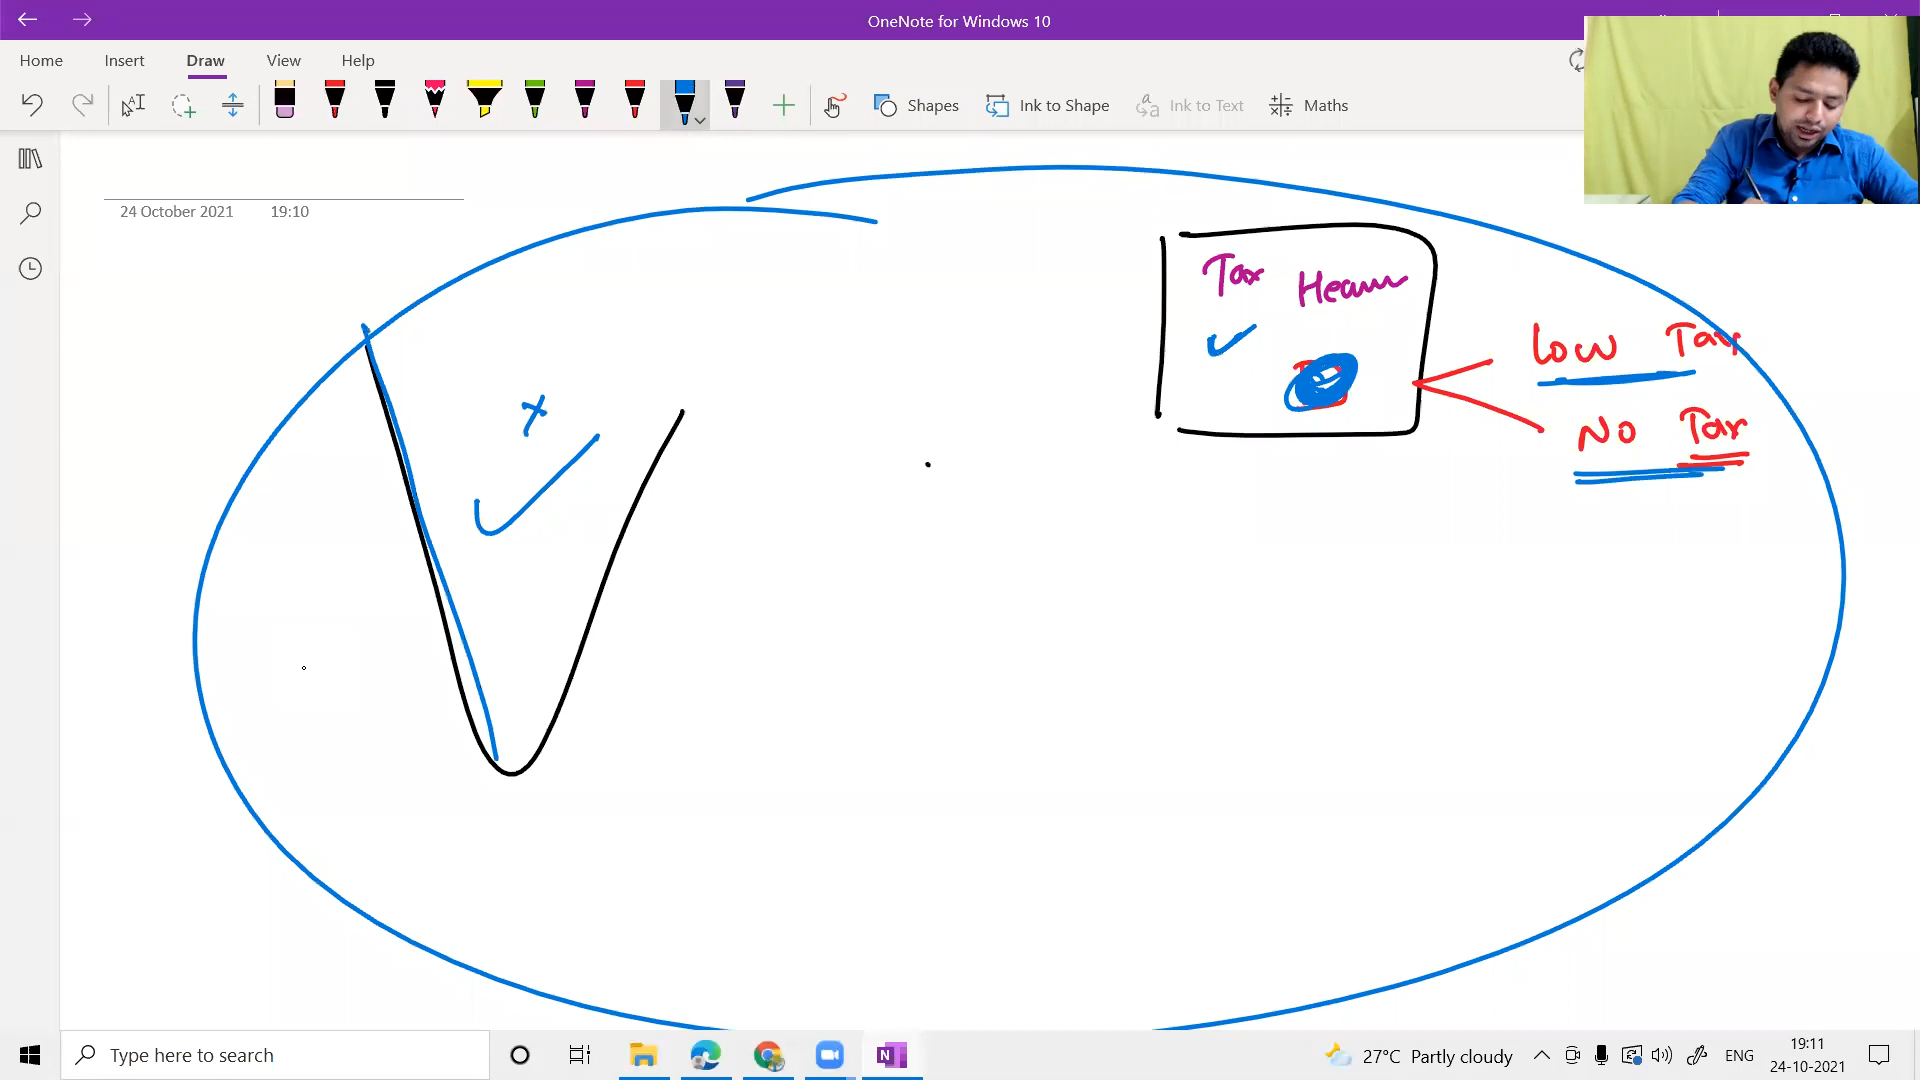 OneNote for Windows 10
Home Insert Draw View Help
Shapes Ink to Shape Ink to Text Maths
24 October 2021 19:10
Tax Heam
Low Tax
No Tax
Type here to search
27°C Partly cloudy ENG 19:11
24-10-2021